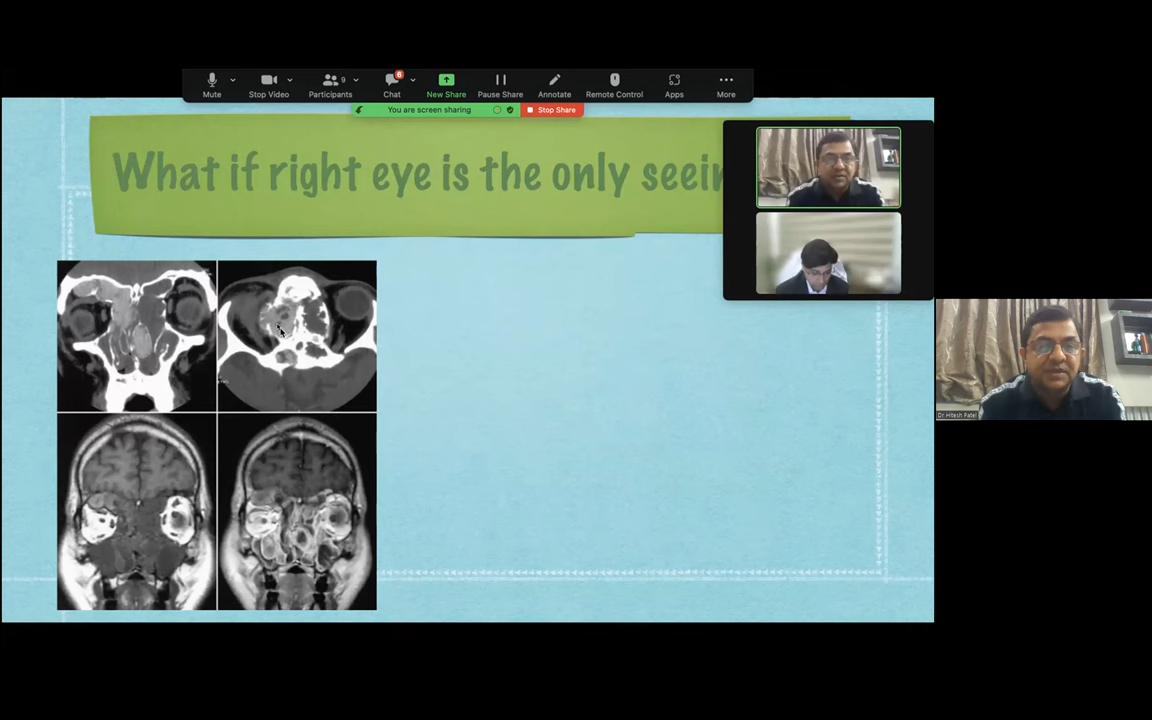 9
6
Mute
Stop Video
Participants
Chat
New Share
Pause Share
Annotate
Remote Control
Apps
More
You are screen sharing
Stop Share
What if right eye is the only
Dr Hitesh Patel